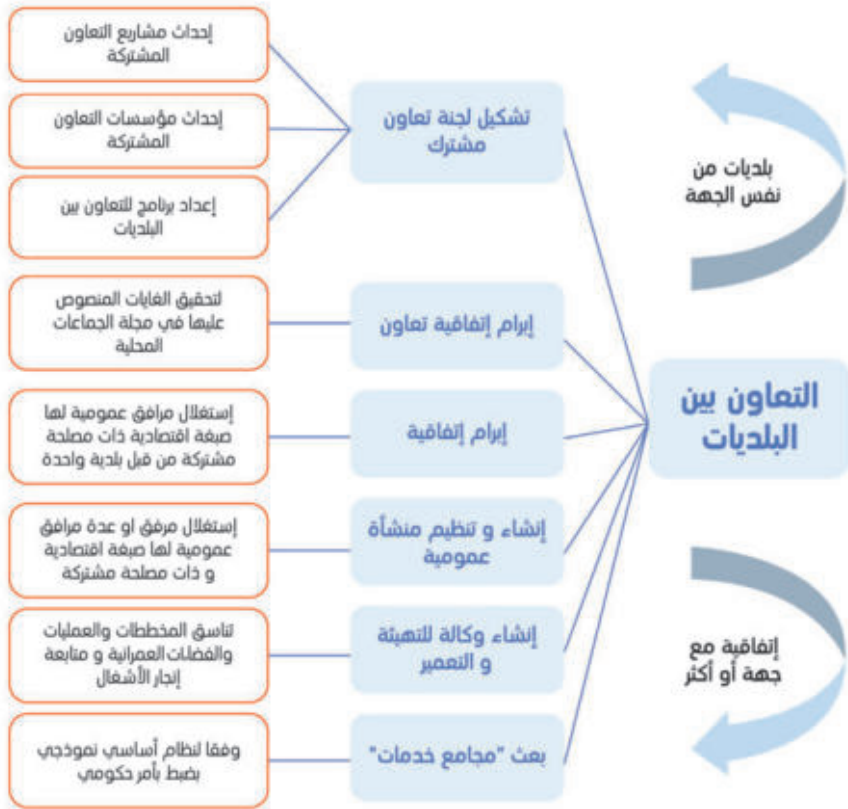 التعاون بين
البلديات
بلديات من
نفس الجهة
إتفاقية مع
جهة أو أكثر
تشكيل لجنة تعاون
مشترك
إحداث مشاريع التعاون
المشتركة
إحداث مؤسسات التعاون
المشتركة
إعداد برنامج للتعاون بين
البلديات
إبرام إتفاقية تعاون
لتحقيق الغايات المنصوص
عليها في مجلة الجماعات
المحلية
إبرام إتفاقية
إستغلال مرافق عمومية لها
صبغة اقتصادية ذات مصلحة
مشتركة من قبل بلدية واحدة
إنشاء و تنظيم منشأة
عمومية
إستغلال مرفق او عدة مرافق
عمومية لها صبغة اقتصادية
و ذات مصلحة مشتركة
إنشاء وكالة للتهيئة
و التعمير
تناسق المخططات والعمليات
والفضلات العمرانية و متابعة
إنجاز الأشغال
بعث "مجامع خدمات"
وفقا لنظام أساسي نموذجي
يضبط بأمر حكومي